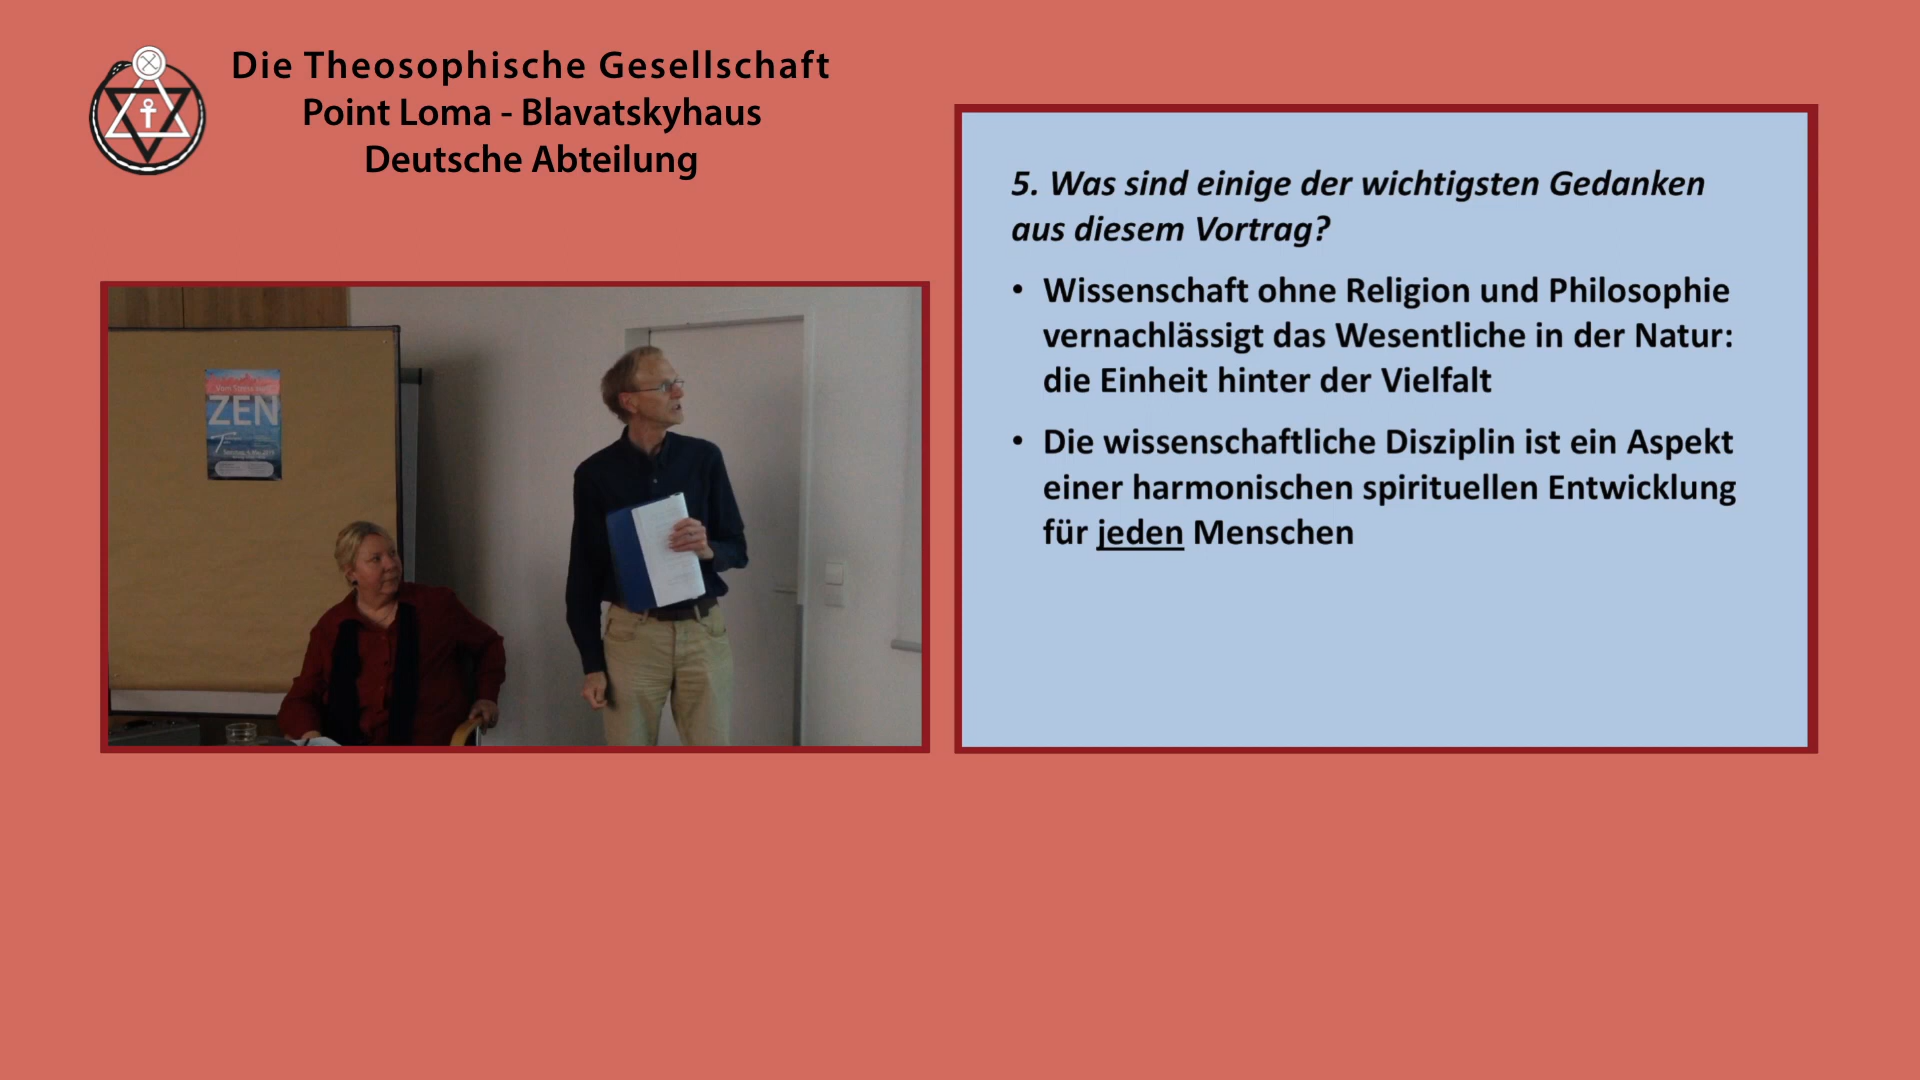 Die Theosophische Gesellschaft
Point Loma - Blavatskyhaus
Deutsche Abteilung
ZEN
5. Was sind einige der wichtigsten Gedanken
aus diesem Vortrag?
• Wissenschaft ohne Religion und Philosophie
vernachlässigt das Wesentliche in der Natur:
die Einheit hinter der Vielfalt
• Die wissenschaftliche Disziplin ist ein Aspekt
einer harmonischen spirituellen Entwicklung
für jeden Menschen